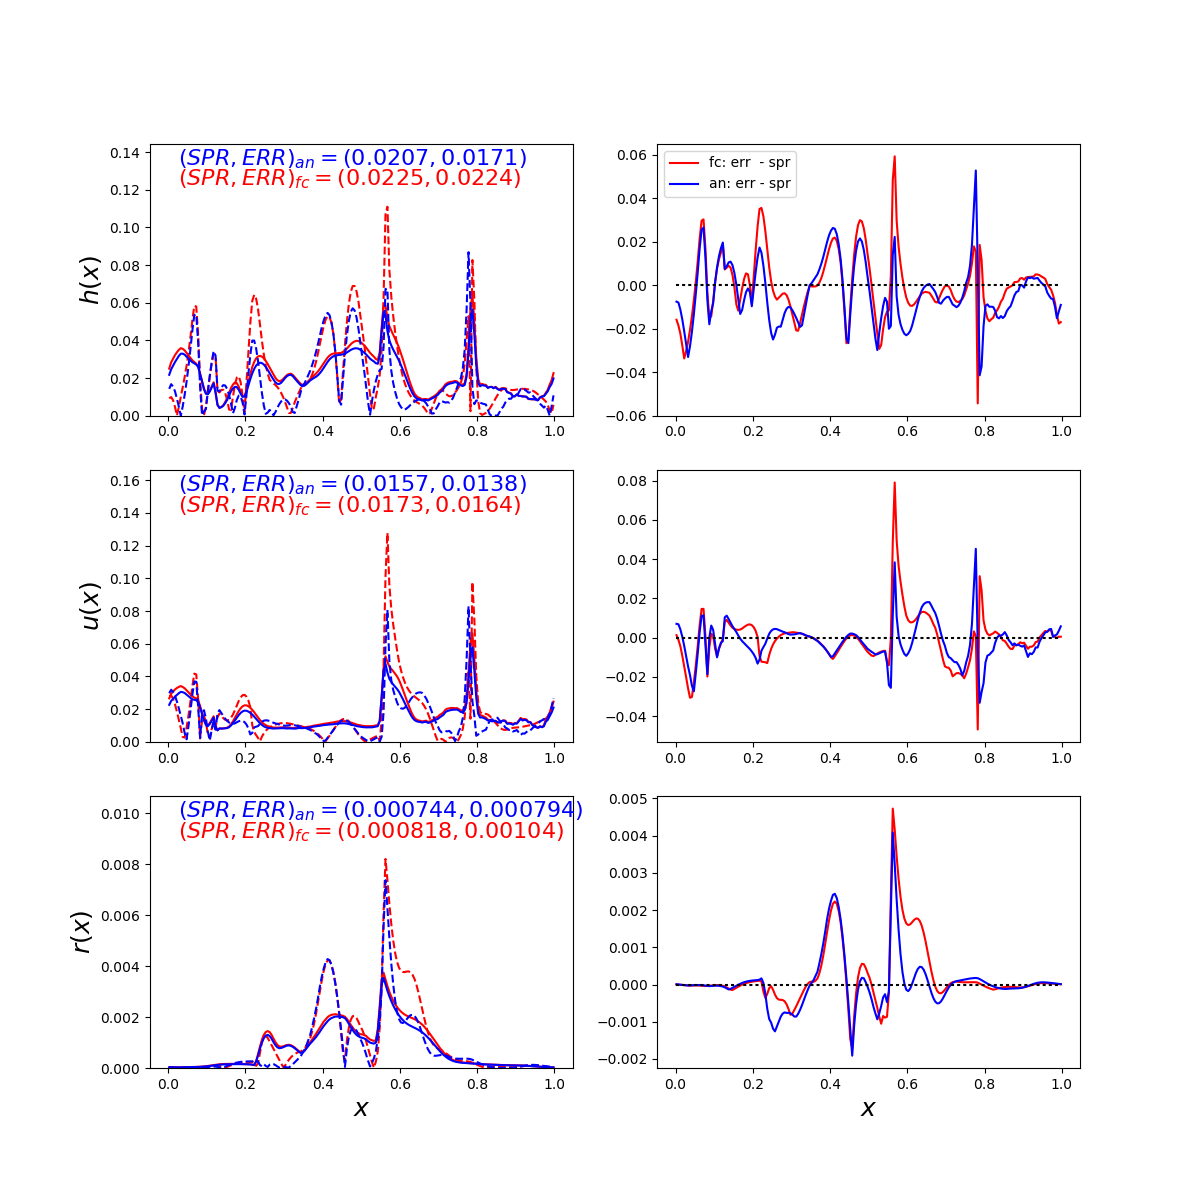 (SPR, ERR)an = (0.0207, 0.0171)
(SPR, ERR)fc = (0.0225, 0.0224)
h(x)
0.14
0.12
0.10
0.08
0.06
0.04
0.02
0.00
0.0 0.2 0.4 0.6 0.8 1.0
fc: err - spr
an: err - spr
0.06
0.04
0.02
0.00
−0.02
−0.04
−0.06
0.0 0.2 0.4 0.6 0.8 1.0
(SPR, ERR)an = (0.0157, 0.0138)
(SPR, ERR)fc = (0.0173, 0.0164)
u(x)
0.16
0.14
0.12
0.10
0.08
0.06
0.04
0.02
0.00
0.0 0.2 0.4 0.6 0.8 1.0
0.08
0.06
0.04
0.02
0.00
−0.02
−0.04
0.0 0.2 0.4 0.6 0.8 1.0
(SPR, ERR)an = (0.000744, 0.000794)
(SPR, ERR)fc = (0.000818, 0.00104)
r(x)
0.010
0.008
0.006
0.004
0.002
0.000
0.0 0.2 0.4 0.6 0.8 1.0
x
0.005
0.004
0.003
0.002
0.001
0.000
−0.001
−0.002
0.0 0.2 0.4 0.6 0.8 1.0
x